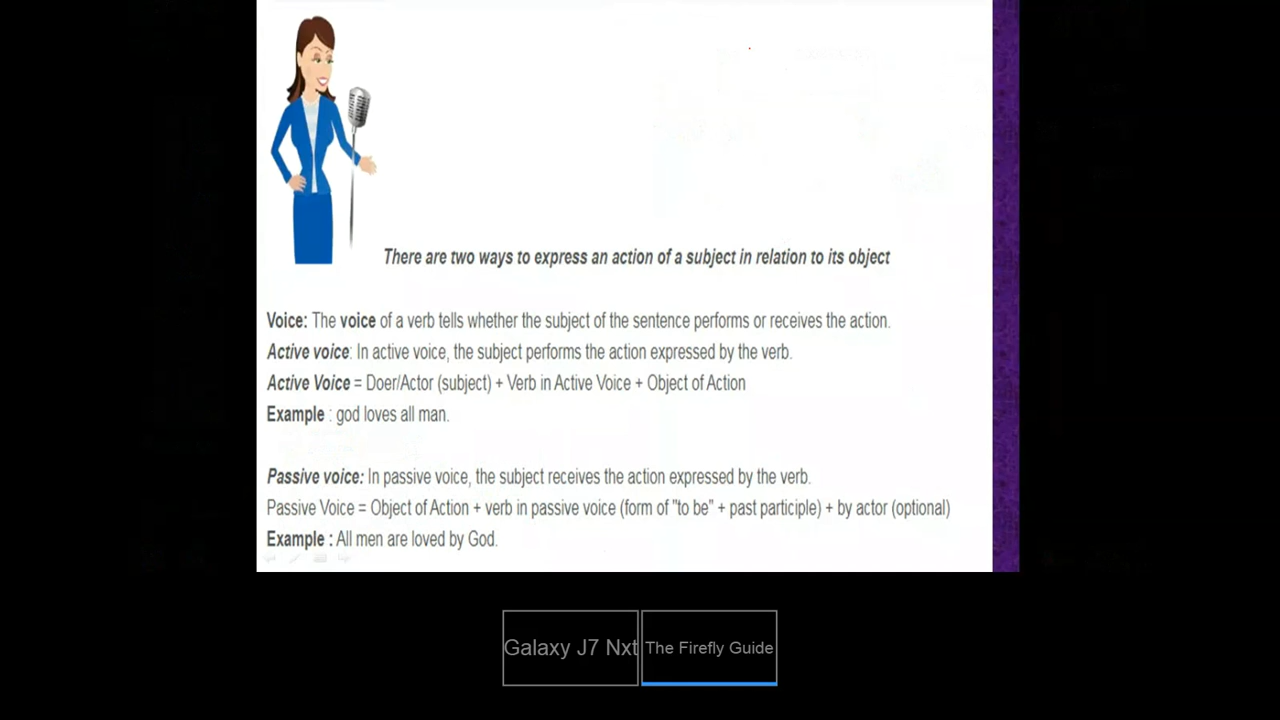 There are two ways to express an action of a subject in relation to its object
Voice: The voice of a verb tells whether the subject of the sentence performs or receives the action.
Active voice: In active voice, the subject performs the action expressed by the verb.
Active Voice = Doer/Actor (subject) + Verb in Active Voice + Object of Action
Example : god loves all man.
Passive voice: In passive voice, the subject receives the action expressed by the verb.
Passive Voice = Object of Action + verb in passive voice (form of "to be" + past participle) + by actor (optional)
Example : All men are loved by God.
Galaxy J7 Nxt
The Firefly Guide